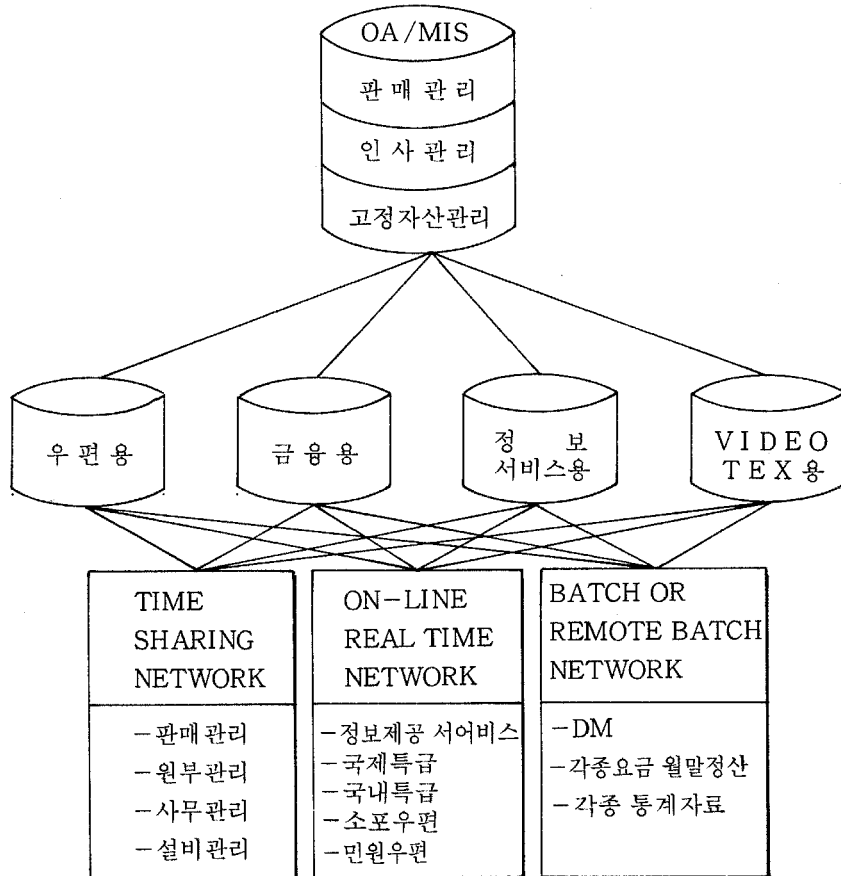 OA/MIS
판매관리
인사관리
고정자산관리
우편용
금융용
정 보
서비스용
VIDEO
TEX용
TIME
SHARING
NETWORK
-판매관리
-원부관리
-사무관리
-설비관리
ON-LINE
REAL TIME
NETWORK
-정보제공 서어비스
-국제특급
-국내특급
-소포우편
-민원우편
BATCH OR
REMOTE BATCH
NETWORK
-DM
-각종요금 월말정산
-각종 통계자료